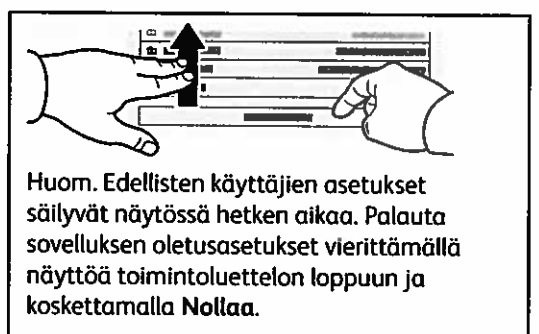 Huom. Edellisten käyttäjien asetukset
säilyvät näytössä hetken aikaa. Palauta
sovelluksen oletusasetukset vierittämällä
näyttöä toimintoluettelon loppuun ja
koskettamalla Nollaa.